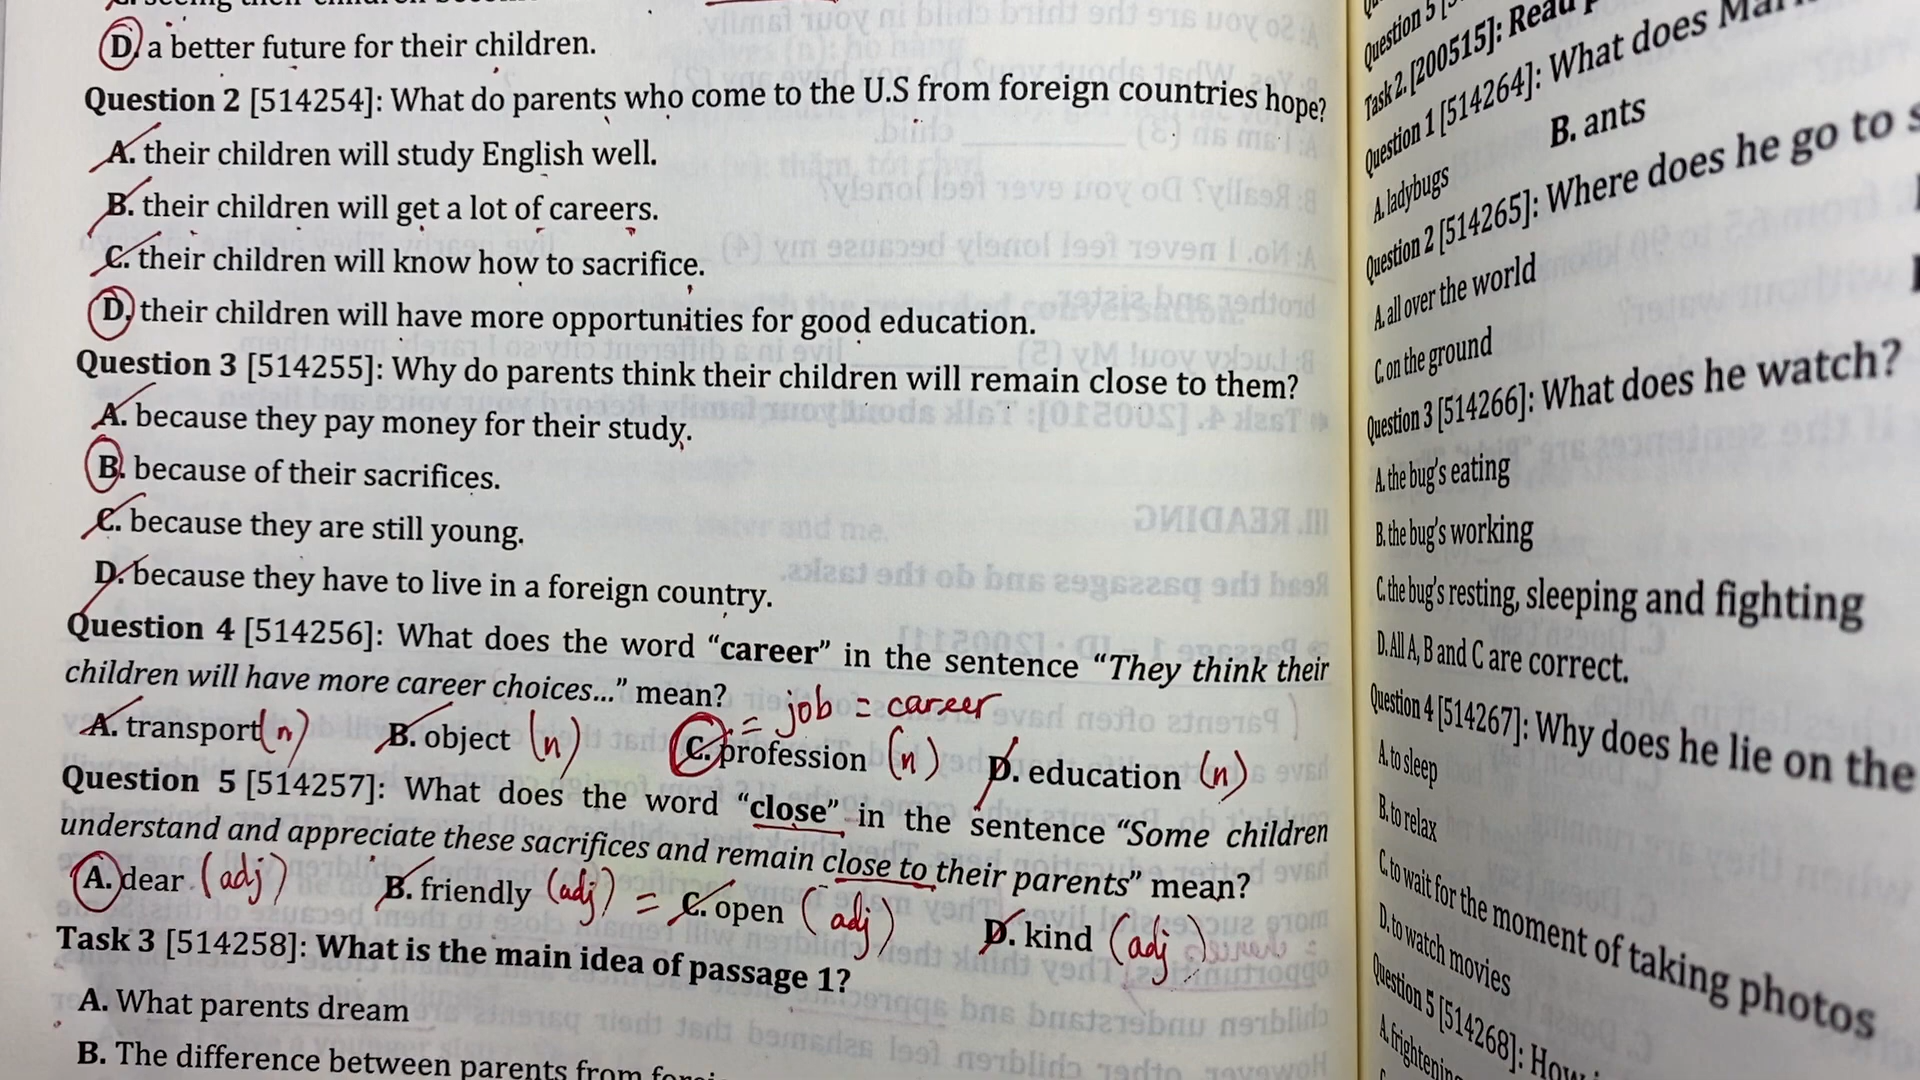 D. a better future for their children.
Question 2 [514254]: What do parents who come to the U.S from foreign countries hope?
A. their children will study English well.
B. their children will get a lot of careers.
C. their children will know how to sacrifice.
D. their children will have more opportunities for good education.
Question 3 [514255]: Why do parents think their children will remain close to them?
A. because they pay money for their study.
B. because of their sacrifices.
C. because they are still young.
D. because they have to live in a foreign country.
Question 4 [514256]: What does the word “career” in the sentence “They think their
children will have more career choices...” mean?
= job = career
A. transport (n) B. object (n) C. profession (n) D. education (n)
Question 5 [514257]: What does the word “close” in the sentence “Some children
understand and appreciate these sacrifices and remain close to their parents” mean?
A. dear (adj) B. friendly (adj) = C. open (adj) D. kind (adj)
Task 3 [514258]: What is the main idea of passage 1?
A. What parents dream
B. The difference between parents from
Task 2. [200515]: Read
Question 1 [514264]: What does
A. ladybugs B. ants
Question 2 [514265]: Where does he go to
A. all over the world
C. on the ground
Question 3 [514266]: What does he watch?
A. the bug's eating
B. the bug's working
C. the bug's resting, sleeping and fighting
D. All A, B and C are correct.
Question 4 [514267]: Why does he lie on the
A. to sleep
B. to relax
C. to wait for the moment of taking photos
D. to watch movies
Question 5 [514268]: How